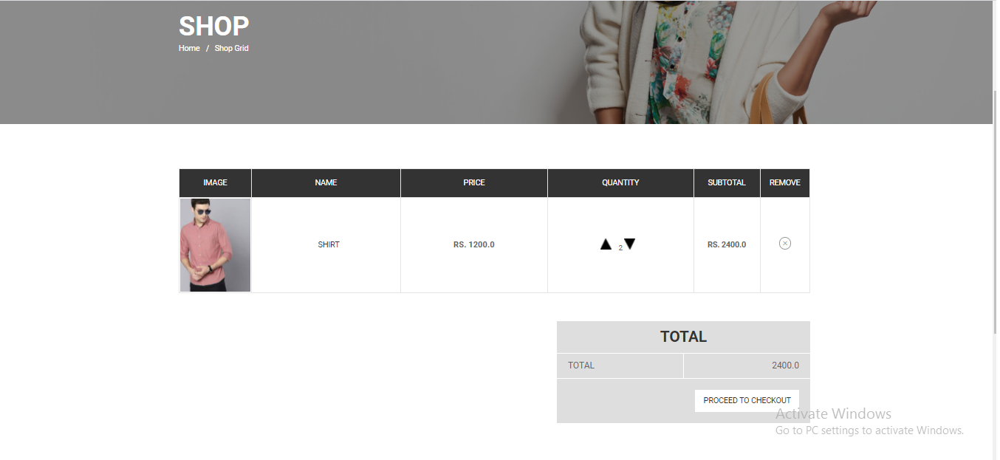 SHOP
Home / Shop Grid
IMAGE NAME PRICE QUANTITY SUBTOTAL REMOVE
SHIRT RS. 1200.0 2 RS. 2400.0
TOTAL
TOTAL 2400.0
PROCEED TO CHECKOUT
Activate Windows
Go to PC settings to activate Windows.